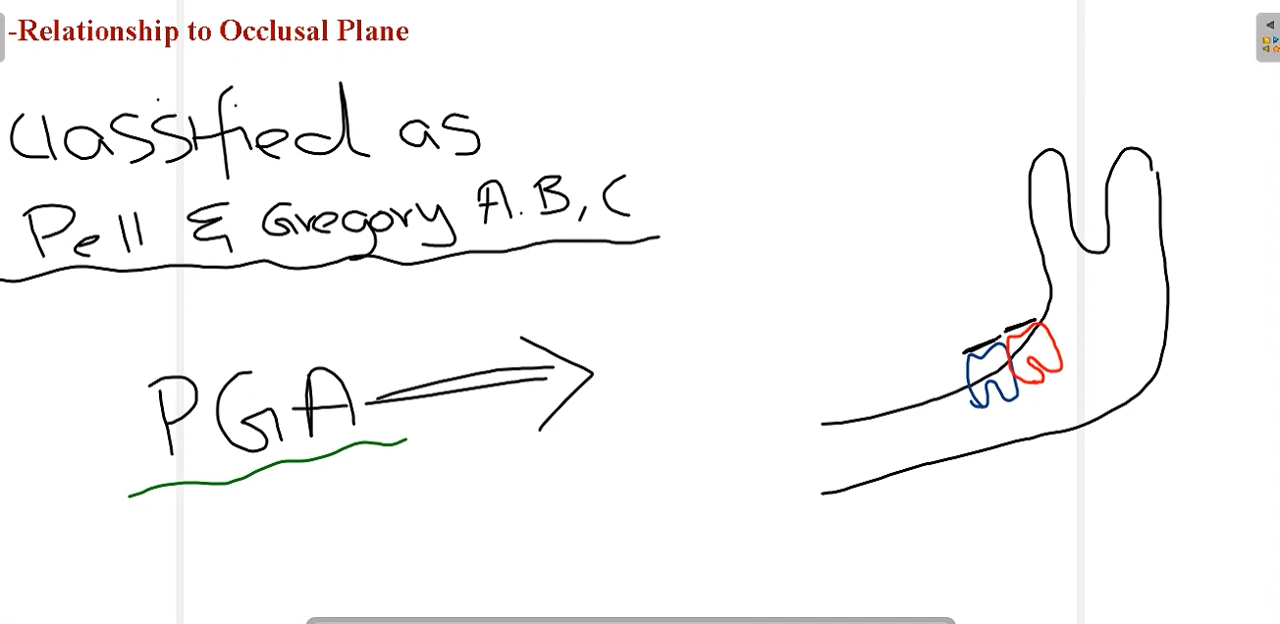 -Relationship to Occlusal Plane
Classified as
Pell & Gregory A.B, C
PGA